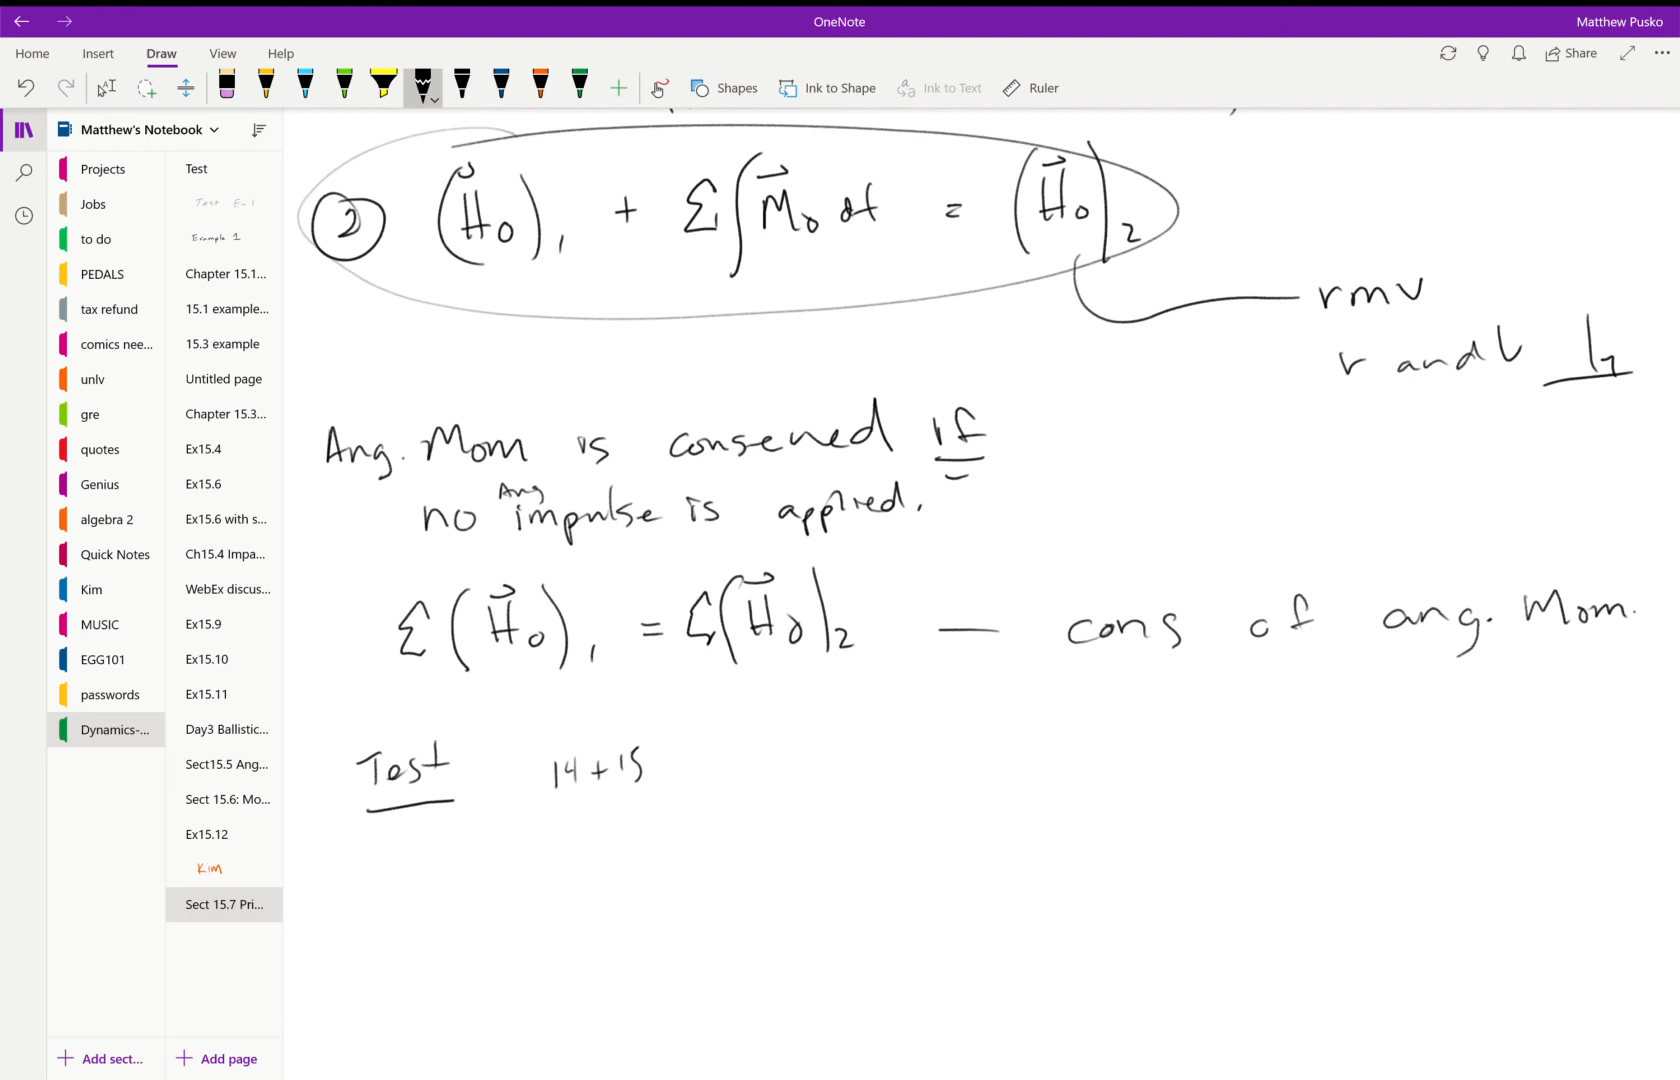 OneNote
Matthew Pusko
Home Insert Draw View Help
Share
Shapes Ink to Shape Ink to Text Ruler
Matthew's Notebook
Projects
Jobs
to do
PEDALS
tax refund
comics nee...
unlv
gre
quotes
Genius
algebra 2
Quick Notes
Kim
MUSIC
EGG101
passwords
Dynamics-...
Add sect...
Test
Test Ex 1
Example 1
Chapter 15.1...
15.1 example...
15.3 example
Untitled page
Chapter 15.3...
Ex15.4
Ex15.6
Ex15.6 with s...
Ch15.4 Impa...
WebEx discus...
Ex15.9
Ex15.10
Ex15.11
Day3 Ballistic...
Sect15.5 Ang...
Sect 15.6: Mo...
Ex15.12
Kim
Sect 15.7 Pri...
Add page
② (H⃗o)₁ + Σ∫M⃗o dt = (H⃗o)₂
rmv
r and v ⊥
Ang. Mom is conserved if
no Ang impulse is applied.
Σ(H⃗o)₁ = Σ(H⃗o)₂ — cons of ang. Mom.
Test 14+15